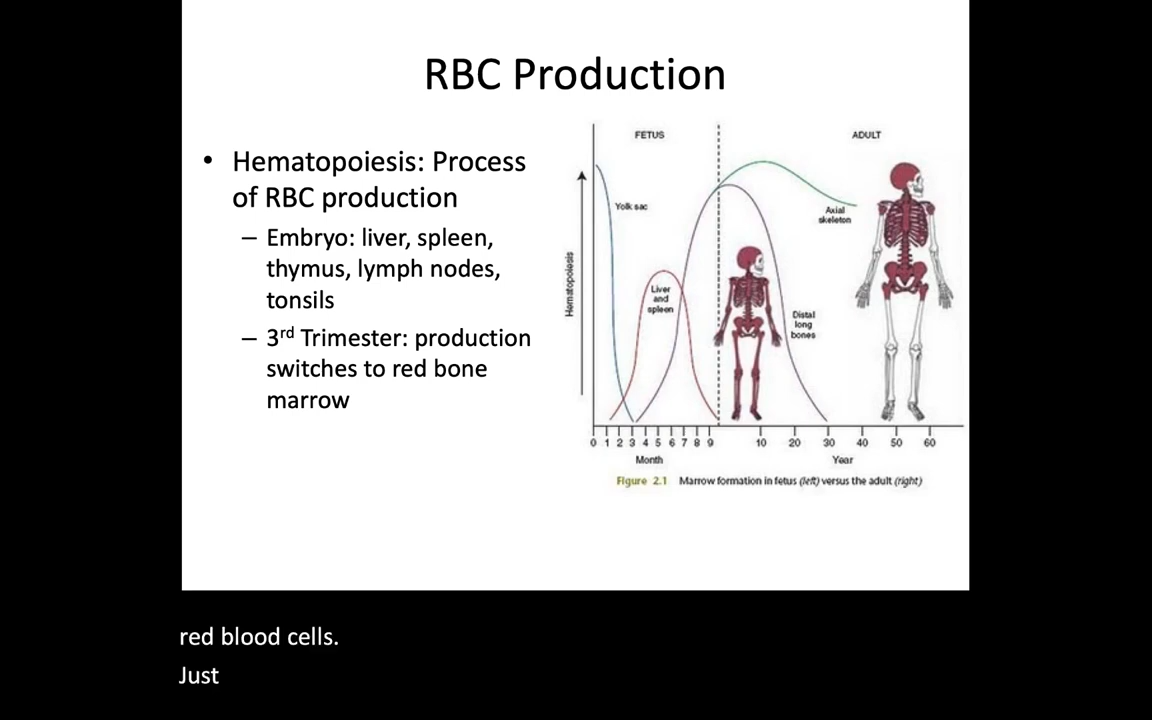 RBC Production
• Hematopoiesis: Process
of RBC production
– Embryo: liver, spleen,
thymus, lymph nodes,
tonsils
– 3rd Trimester: production
switches to red bone
marrow
FETUS
ADULT
Yolk sac
Axial
skeleton
Hematopoiesis
Liver
and
spleen
Distal
long
bones
0 1 2 3 4 5 6 7 8 9 10 20 30 40 50 60
Month Year
Figure 2.1 Marrow formation in fetus (left) versus the adult (right)
red blood cells.
Just